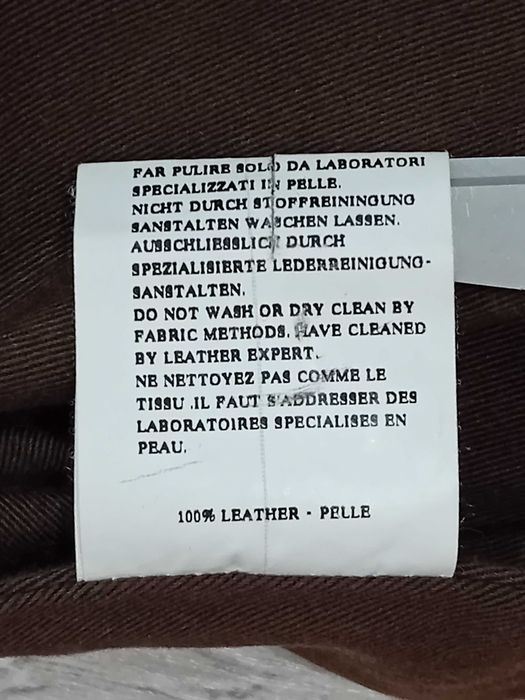 FAR PULIRE SOLO DA LABORATORI
SPECIALIZZATI IN PELLE.
NICHT DURCH STOFFREININGUNG
SANSTALTEN WASCHEN LASSEN.
AUSSCHLIESSLICH DURCH
SPEZIALISIERTE LEDERREINIGUNG-
SANSTALTEN.
DO NOT WASH OR DRY CLEAN BY
FABRIC METHODS. HAVE CLEANED
BY LEATHER EXPERT.
NE NETTOYEZ PAS COMME LE
TISSU .IL FAUT S'ADDRESSER DES
LABORATOIRES SPECIALISES EN
PEAU.
100% LEATHER - PELLE